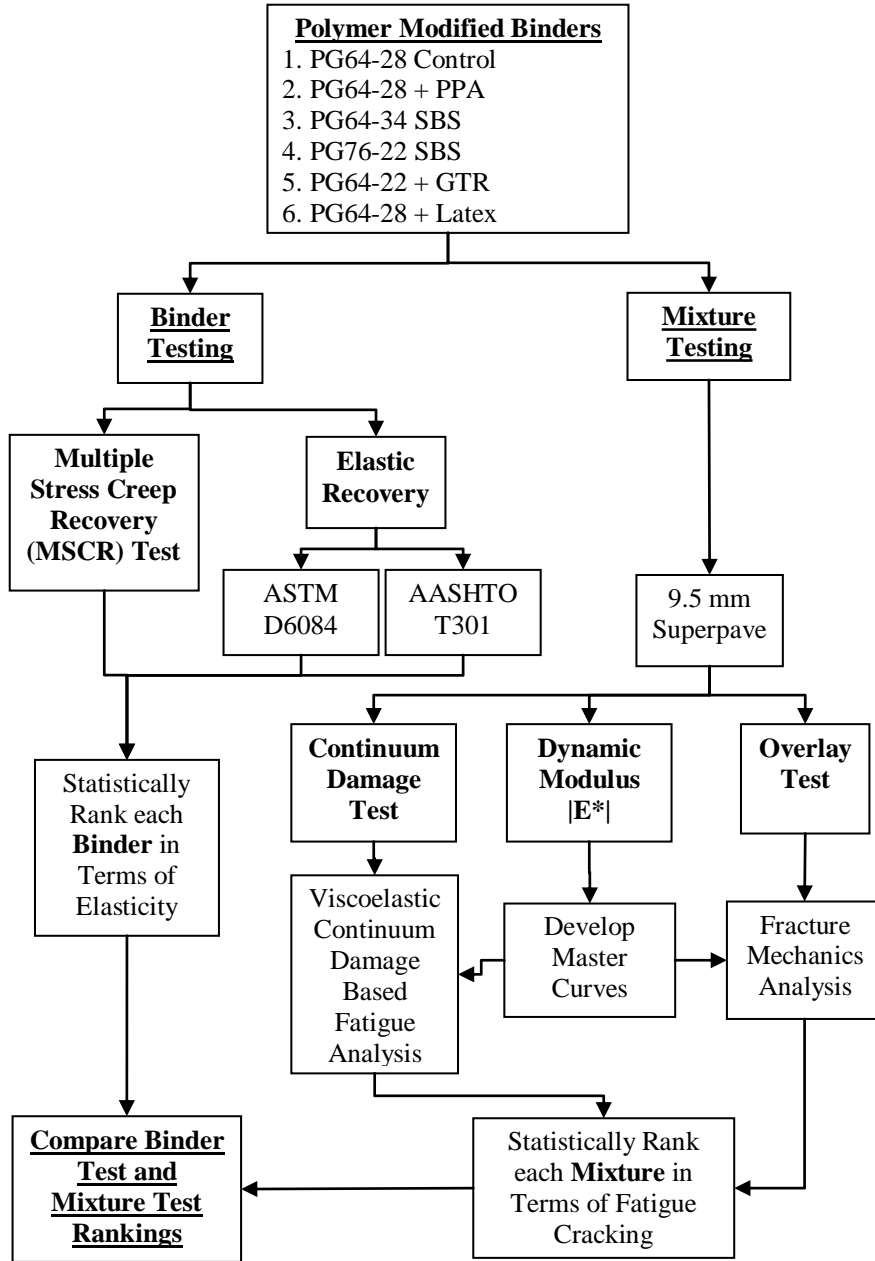 Polymer Modified Binders
1. PG64-28 Control
2. PG64-28 + PPA
3. PG64-34 SBS
4. PG76-22 SBS
5. PG64-22 + GTR
6. PG64-28 + Latex
Binder
Testing
Mixture
Testing
Multiple
Stress Creep
Recovery
(MSCR) Test
Elastic
Recovery
ASTM
D6084
AASHTO
T301
9.5 mm
Superpave
Continuum
Damage
Test
Dynamic
Modulus
|E*|
Overlay
Test
Statistically
Rank each
Binder in
Terms of
Elasticity
Viscoelastic
Continuum
Damage
Based
Fatigue
Analysis
Develop
Master
Curves
Fracture
Mechanics
Analysis
Compare Binder
Test and
Mixture Test
Rankings
Statistically Rank
each Mixture in
Terms of Fatigue
Cracking